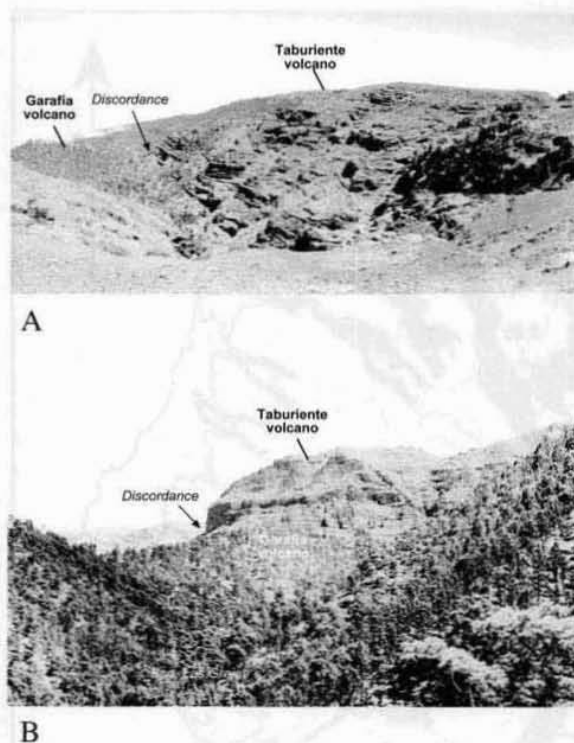 Taburiente
volcano
Garafía
volcano
Discordance
A
Taburiente
volcano
Discordance
Garafía
volcano
B